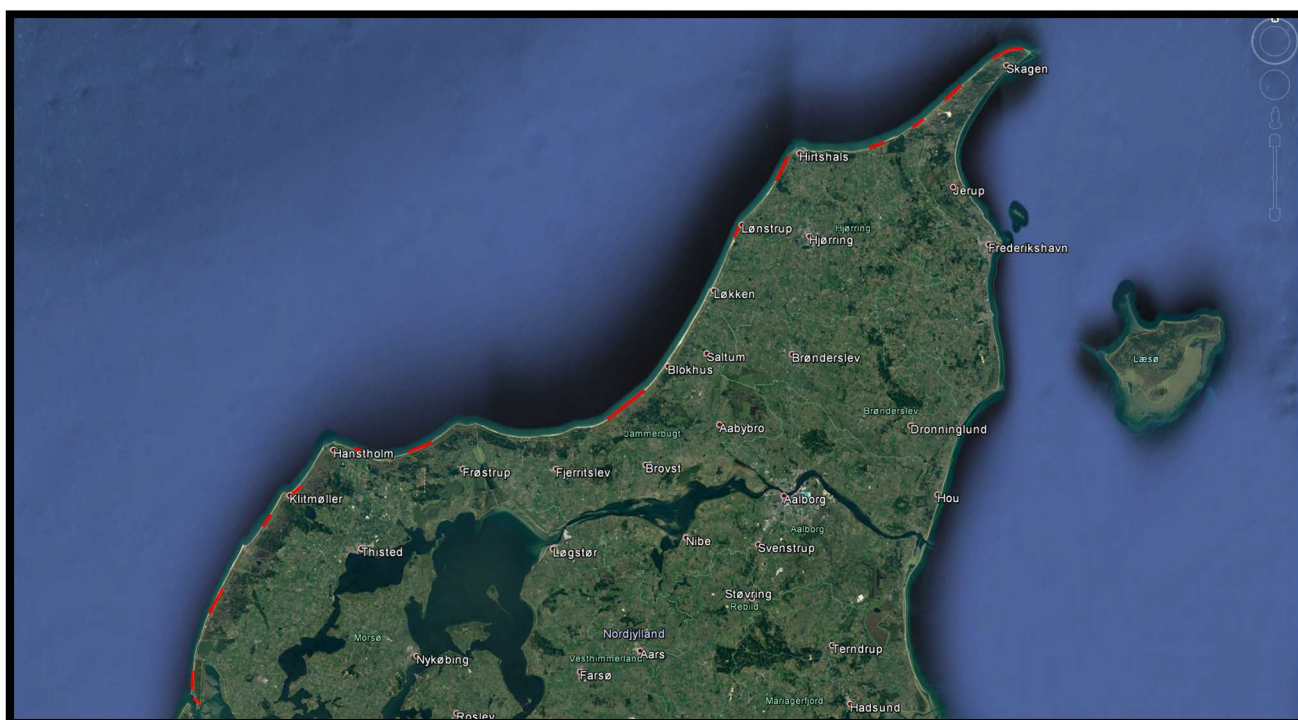 Skagen
Hirtshals
Jerup
Lønstrup
Hjørring
Hjørring
Frederikshavn
Løkken
Saltum
Brønderslev
Blokhus
Læsø
Brønderslev
Aabybro
Jammerbugt
Dronninglund
Hanstholm
Frøstrup
Fjerritslev
Brovst
Klitmøller
Aalborg
Hou
Aalborg
Thisted
Løgstør
Nibe
Svenstrup
Støvring
Rebild
Morsø
Nordjylland
Nykøbing
Vesthimmerland
Aars
Terndrup
Farsø
Mariagerfjord
Hadsund
Roslev